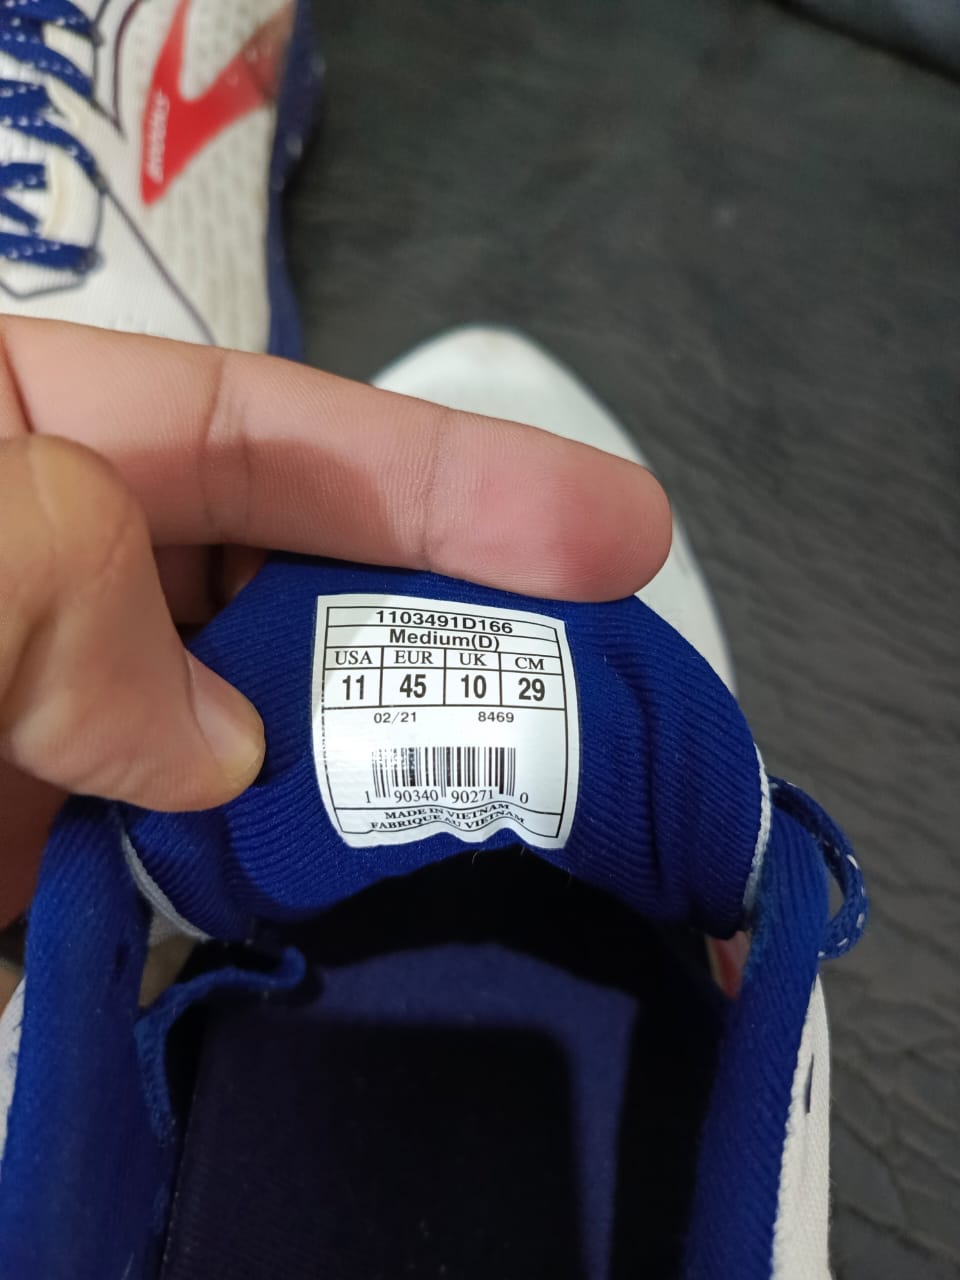 1103491D166
Medium(D)
USA EUR UK CM
11 45 10 29
02/21 8469
1 90340 90271 0
MADE IN VIETNAM
FABRIQUE AU VIETNAM